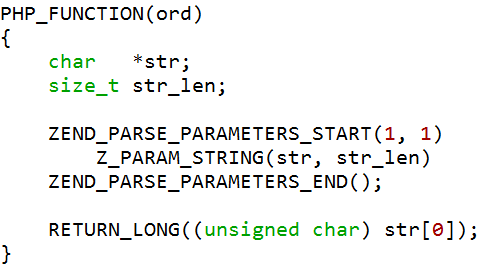 PHP_FUNCTION(ord)
{
    char   *str;
    size_t str_len;

    ZEND_PARSE_PARAMETERS_START(1, 1)
        Z_PARAM_STRING(str, str_len)
    ZEND_PARSE_PARAMETERS_END();

    RETURN_LONG((unsigned char) str[0]);
}